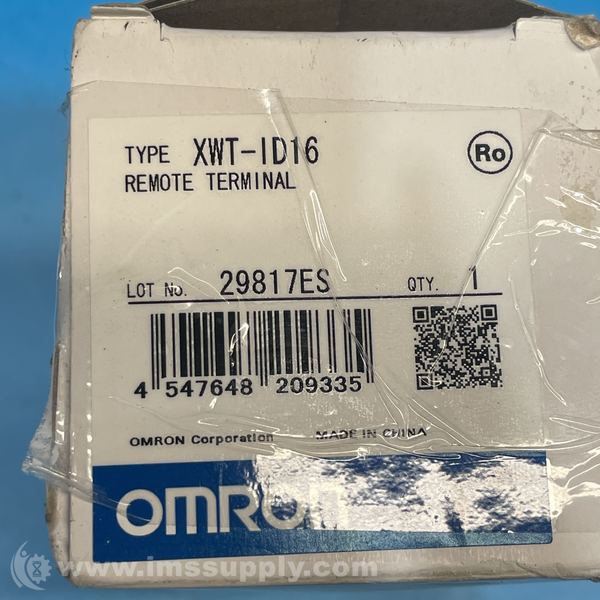 TYPE XWT-ID16
Ro
REMOTE TERMINAL
LOT No. 29817ES QTY. 1
4 547648 209335
OMRON Corporation MADE IN CHINA
OMRON
www.imssupply.com